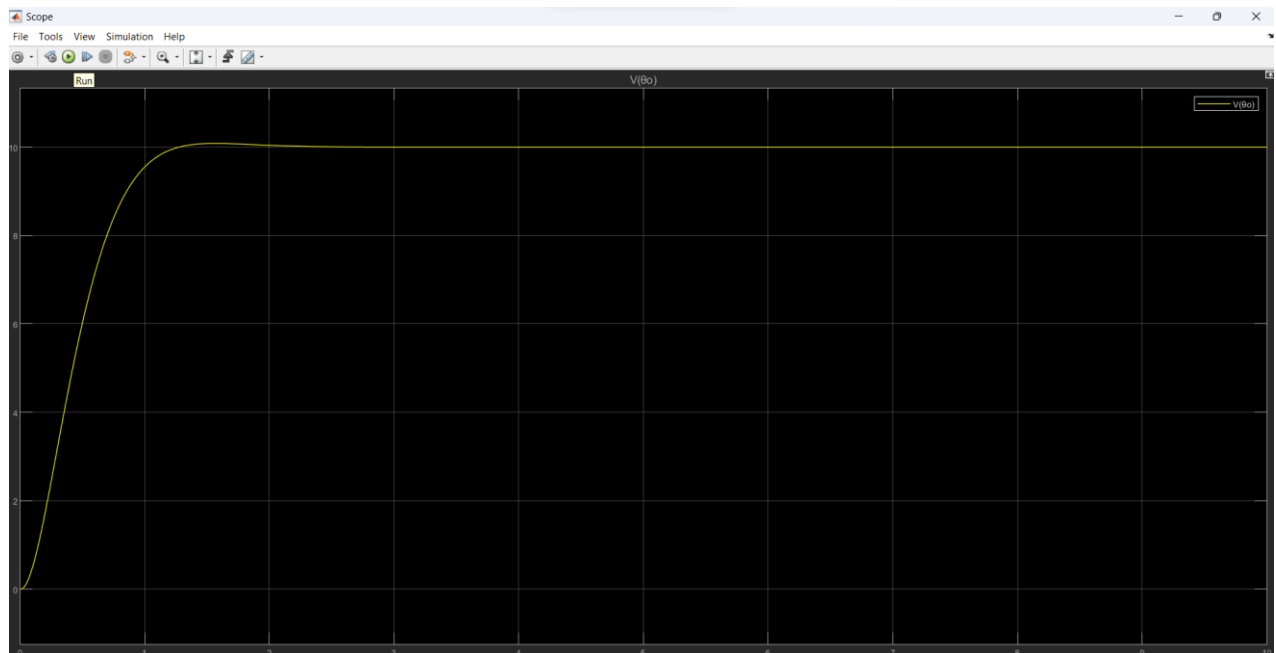 Scope
File Tools View Simulation Help
Run
V(θo)
V(θo)
10
8
6
4
2
0
0 1 2 3 4 5 6 7 8 9 10